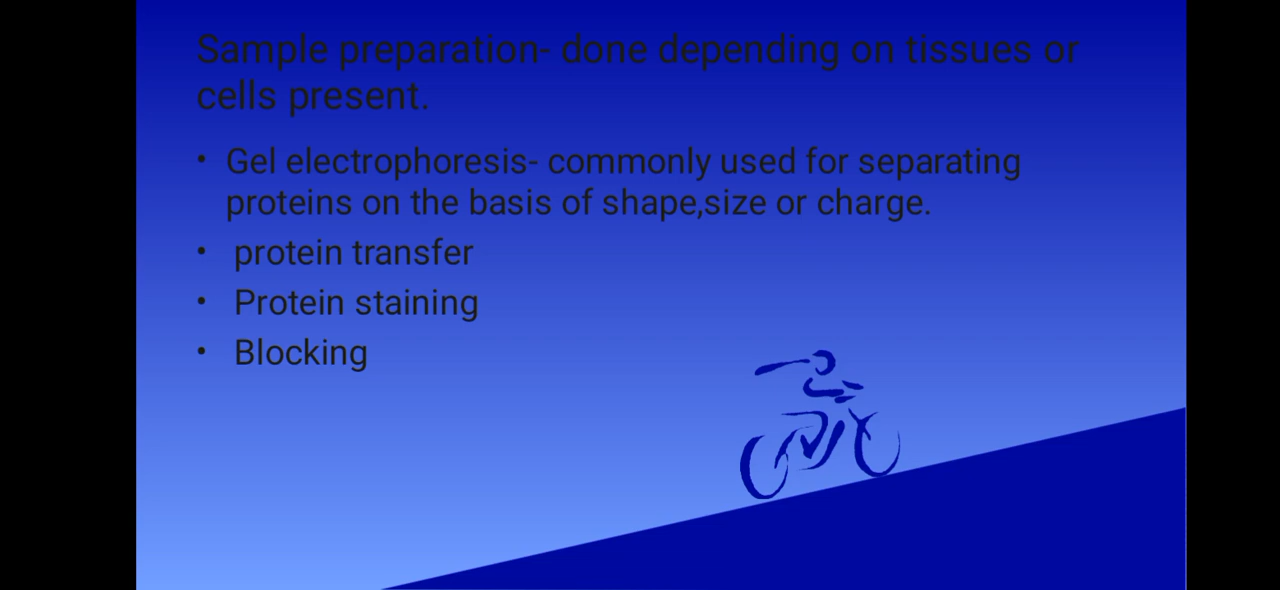 Sample preparation- done depending on tissues or
cells present.
• Gel electrophoresis- commonly used for separating
proteins on the basis of shape,size or charge.
• protein transfer
• Protein staining
• Blocking